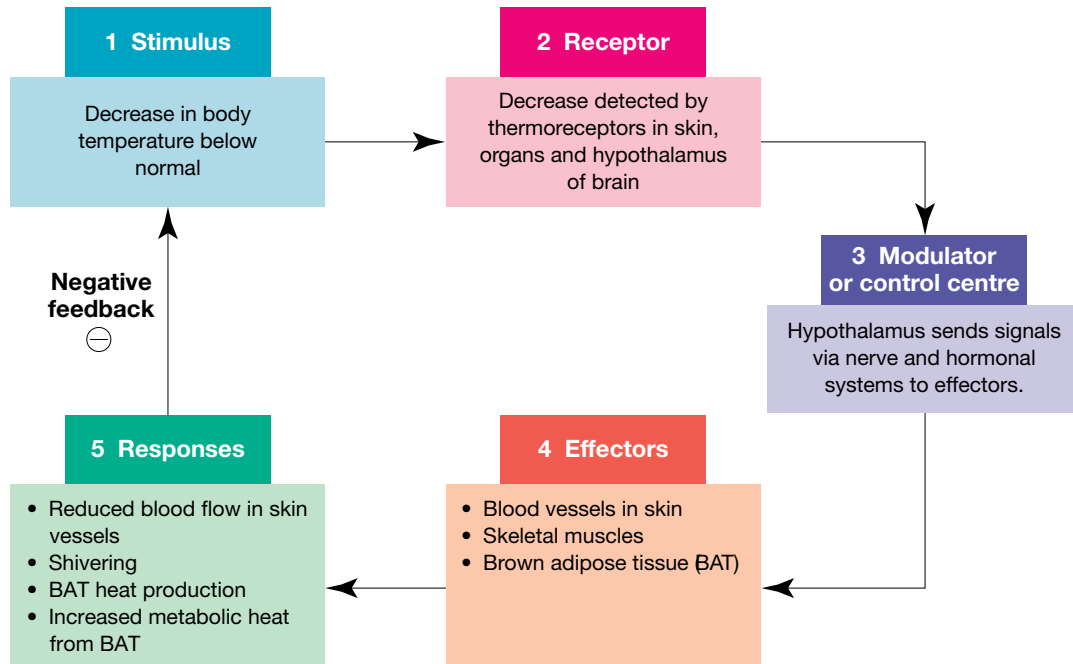 1 Stimulus
Decrease in body
temperature below
normal
2 Receptor
Decrease detected by
thermoreceptors in skin,
organs and hypothalamus
of brain
3 Modulator
or control centre
Hypothalamus sends signals
via nerve and hormonal
systems to effectors.
4 Effectors
• Blood vessels in skin
• Skeletal muscles
• Brown adipose tissue (BAT)
5 Responses
• Reduced blood flow in skin
vessels
• Shivering
• BAT heat production
• Increased metabolic heat
from BAT
Negative
feedback
−